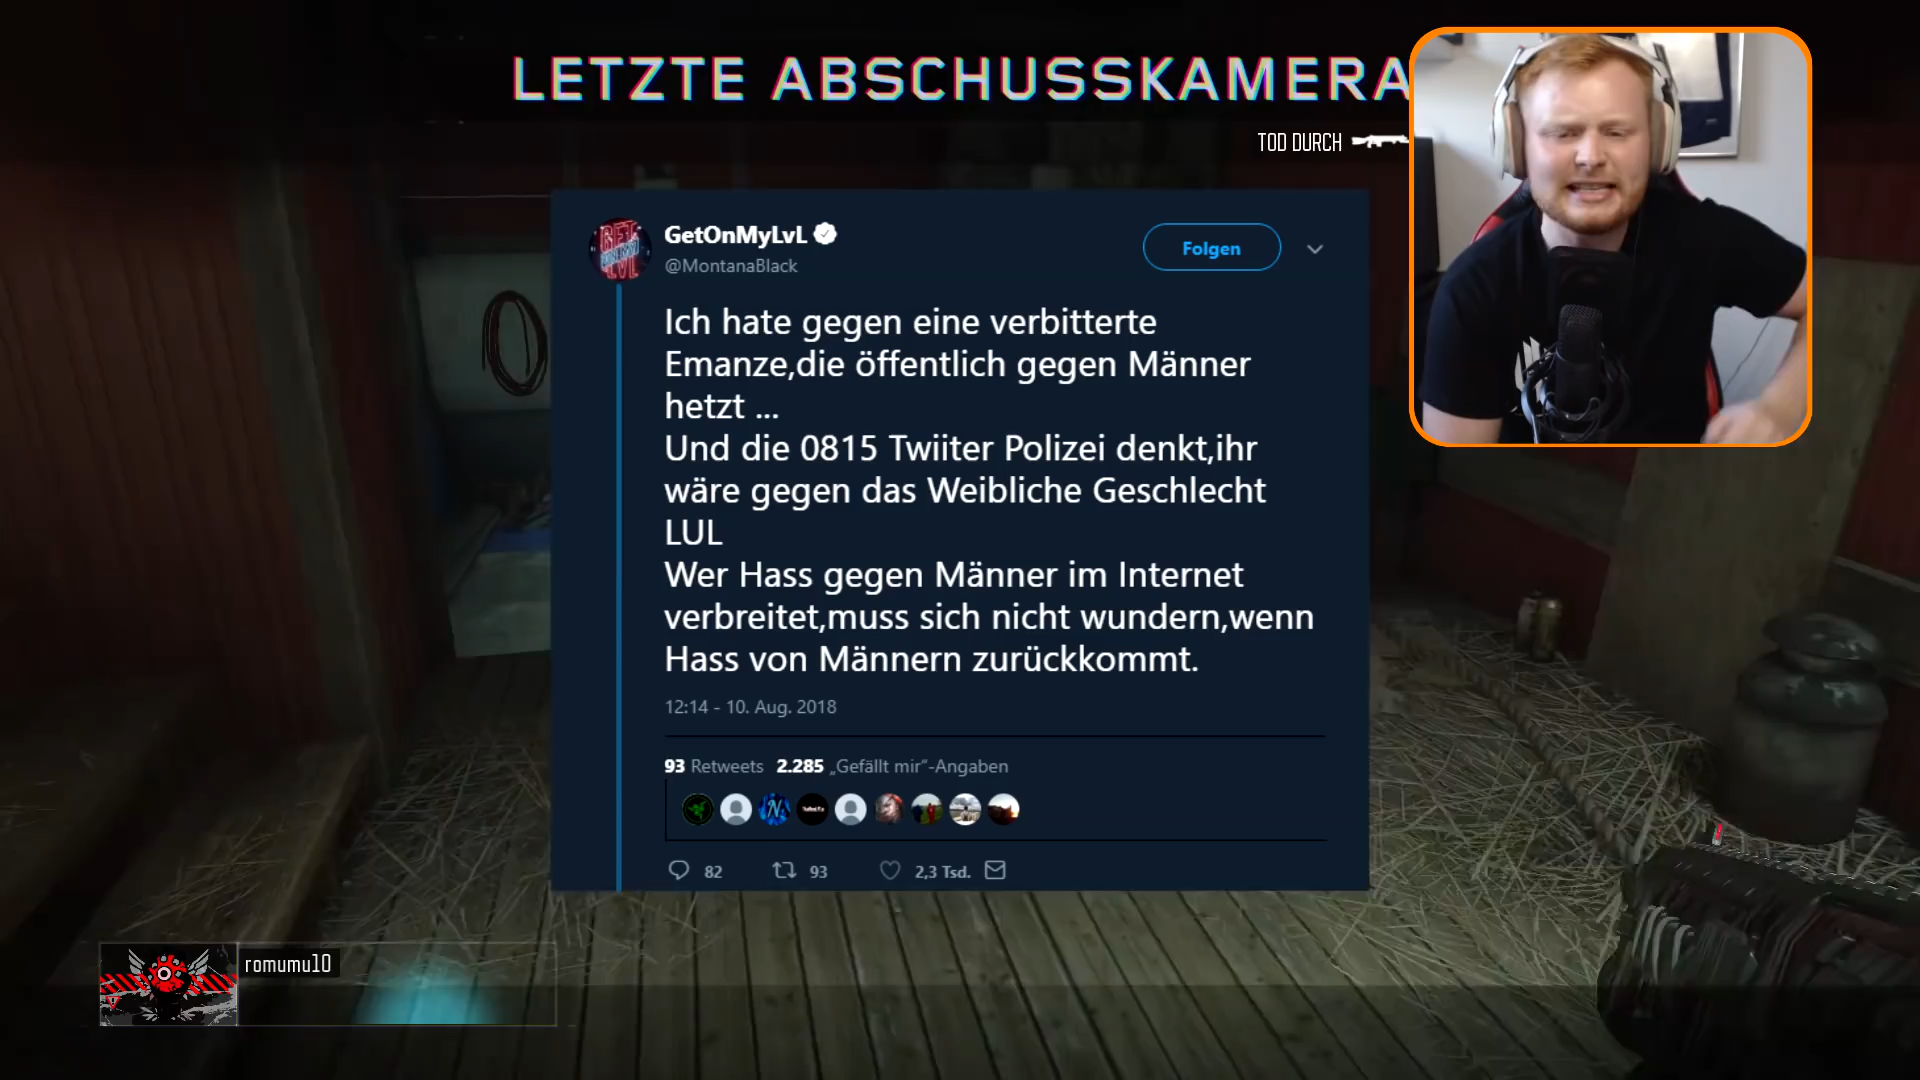 LETZTE ABSCHUSSKAMERA
TOD DURCH
GetOnMyLvL
@MontanaBlack
Folgen
Ich hate gegen eine verbitterte
Emanze,die öffentlich gegen Männer
hetzt ...
Und die 0815 Twiiter Polizei denkt,ihr
wäre gegen das Weibliche Geschlecht
LUL
Wer Hass gegen Männer im Internet
verbreitet,muss sich nicht wundern,wenn
Hass von Männern zurückkommt.
12:14 - 10. Aug. 2018
93 Retweets 2.285 „Gefällt mir“-Angaben
82 93 2,3 Tsd.
romumu10